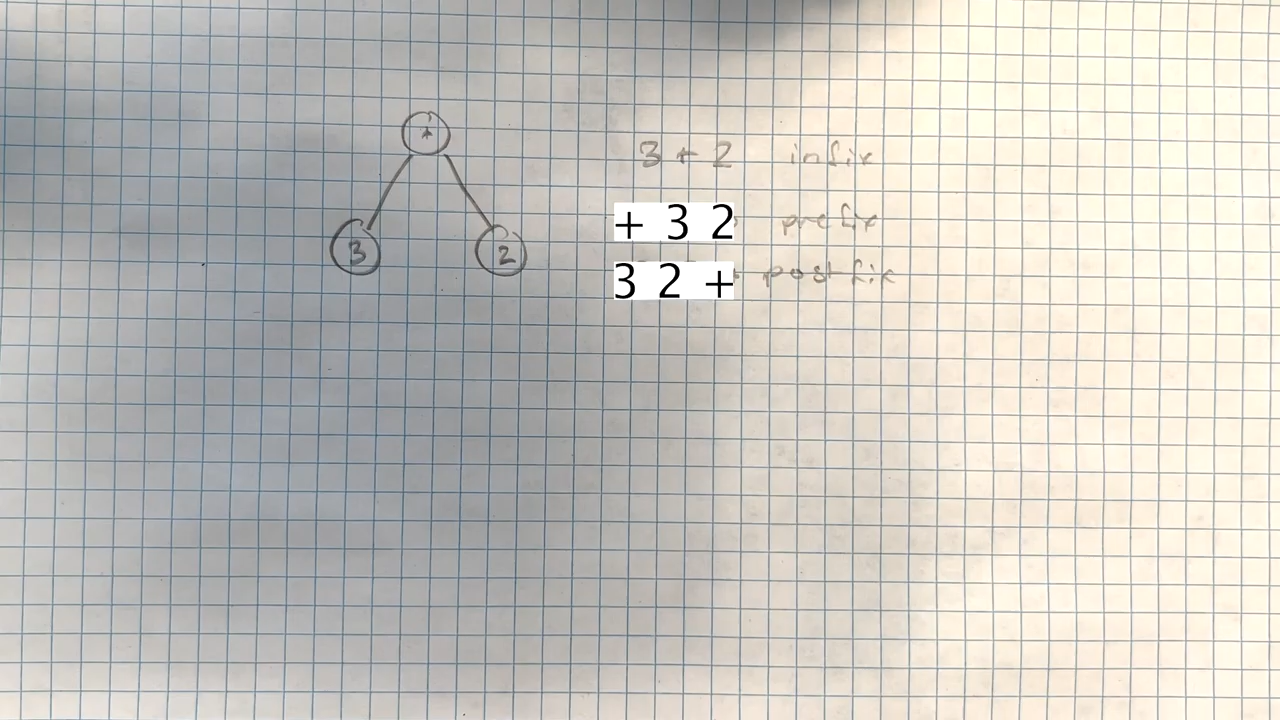 +
3 2
3 + 2 infix
+ 3 2 prefix
3 2 + postfix